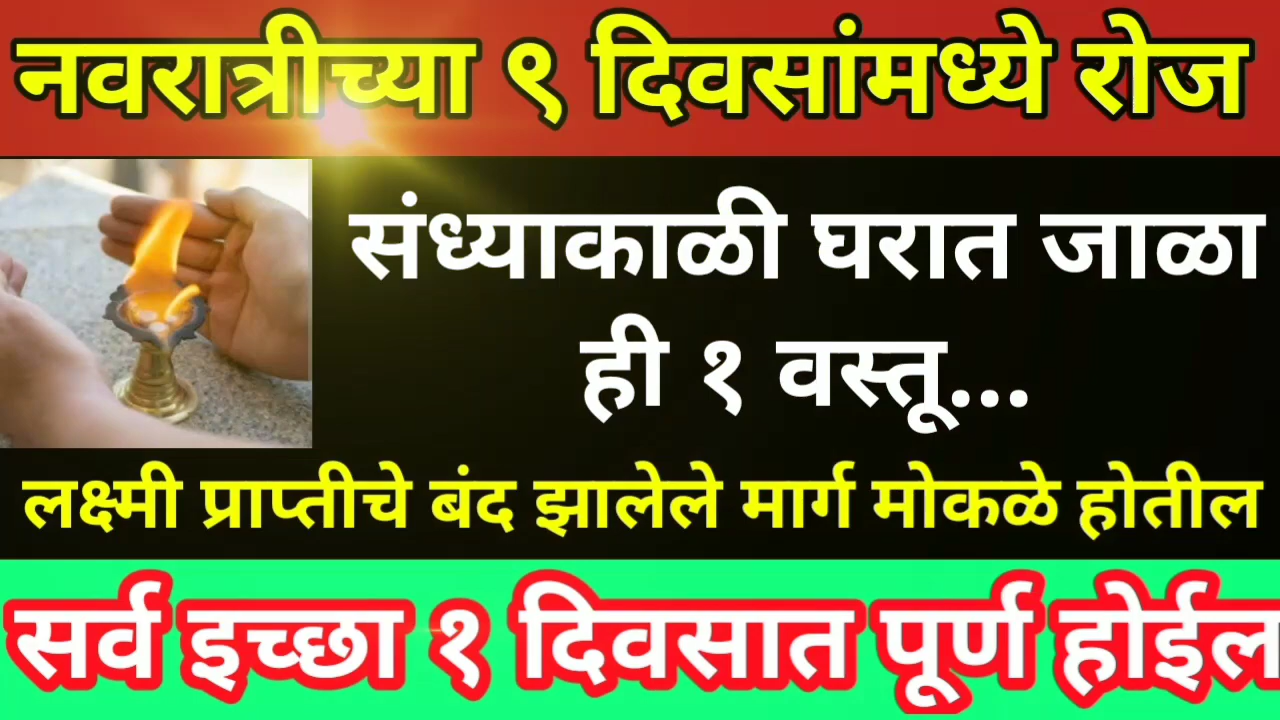 नवरात्रीच्या ९ दिवसांमध्ये रोज
संध्याकाळी घरात जाळा
ही १ वस्तू...
लक्ष्मी प्राप्तीचे बंद झालेले मार्ग मोकळे होतील
सर्व इच्छा १ दिवसात पूर्ण होईल